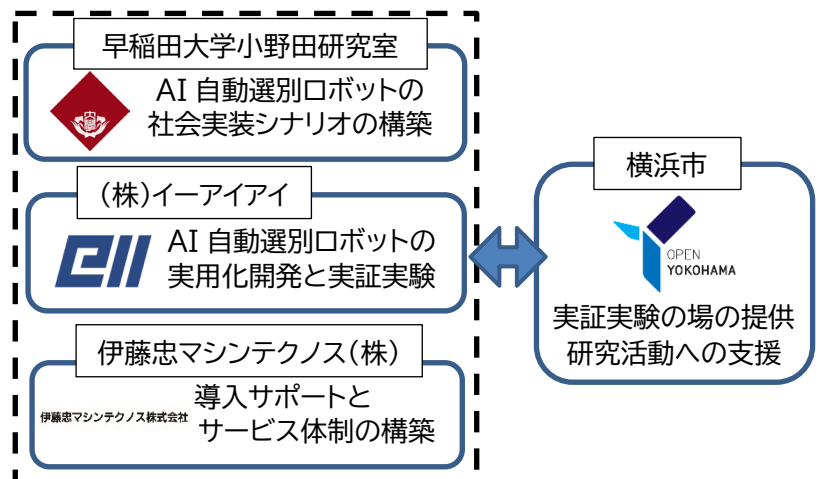 早稲田大学小野田研究室
AI 自動選別ロボットの
社会実装シナリオの構築
(株)イーアイアイ
eII
AI 自動選別ロボットの
実用化開発と実証実験
伊藤忠マシンテクノス(株)
伊藤忠マシンテクノス株式会社
導入サポートと
サービス体制の構築
横浜市
OPEN
YOKOHAMA
実証実験の場の提供
研究活動への支援